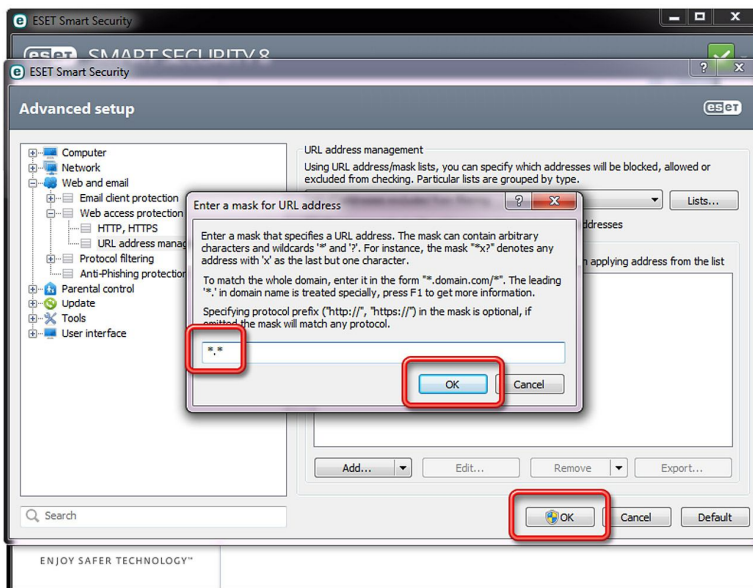 ESET Smart Security
eset SMART SECURITY 8
ESET Smart Security
Advanced setup
eset
Computer
Network
Web and email
Email client protection
Web access protection
HTTP, HTTPS
URL address manag
Protocol filtering
Anti-Phishing protection
Parental control
Update
Tools
User interface
Search
URL address management
Using URL address/mask lists, you can specify which addresses will be blocked, allowed or
excluded from checking. Particular lists are grouped by type.
Lists...
ddresses
n applying address from the list
Enter a mask for URL address
Enter a mask that specifies a URL address. The mask can contain arbitrary
characters and wildcards '*' and '?'. For instance, the mask "*x?" denotes any
address with 'x' as the last but one character.
To match the whole domain, enter it in the form "*.domain.com/*". The leading
'*.' in domain name is treated specially, press F1 to get more information.
Specifying protocol prefix ("http://", "https://") in the mask is optional, if
omitted the mask will match any protocol.
*.*
OK Cancel
Add... Edit... Remove Export...
OK Cancel Default
ENJOY SAFER TECHNOLOGY™